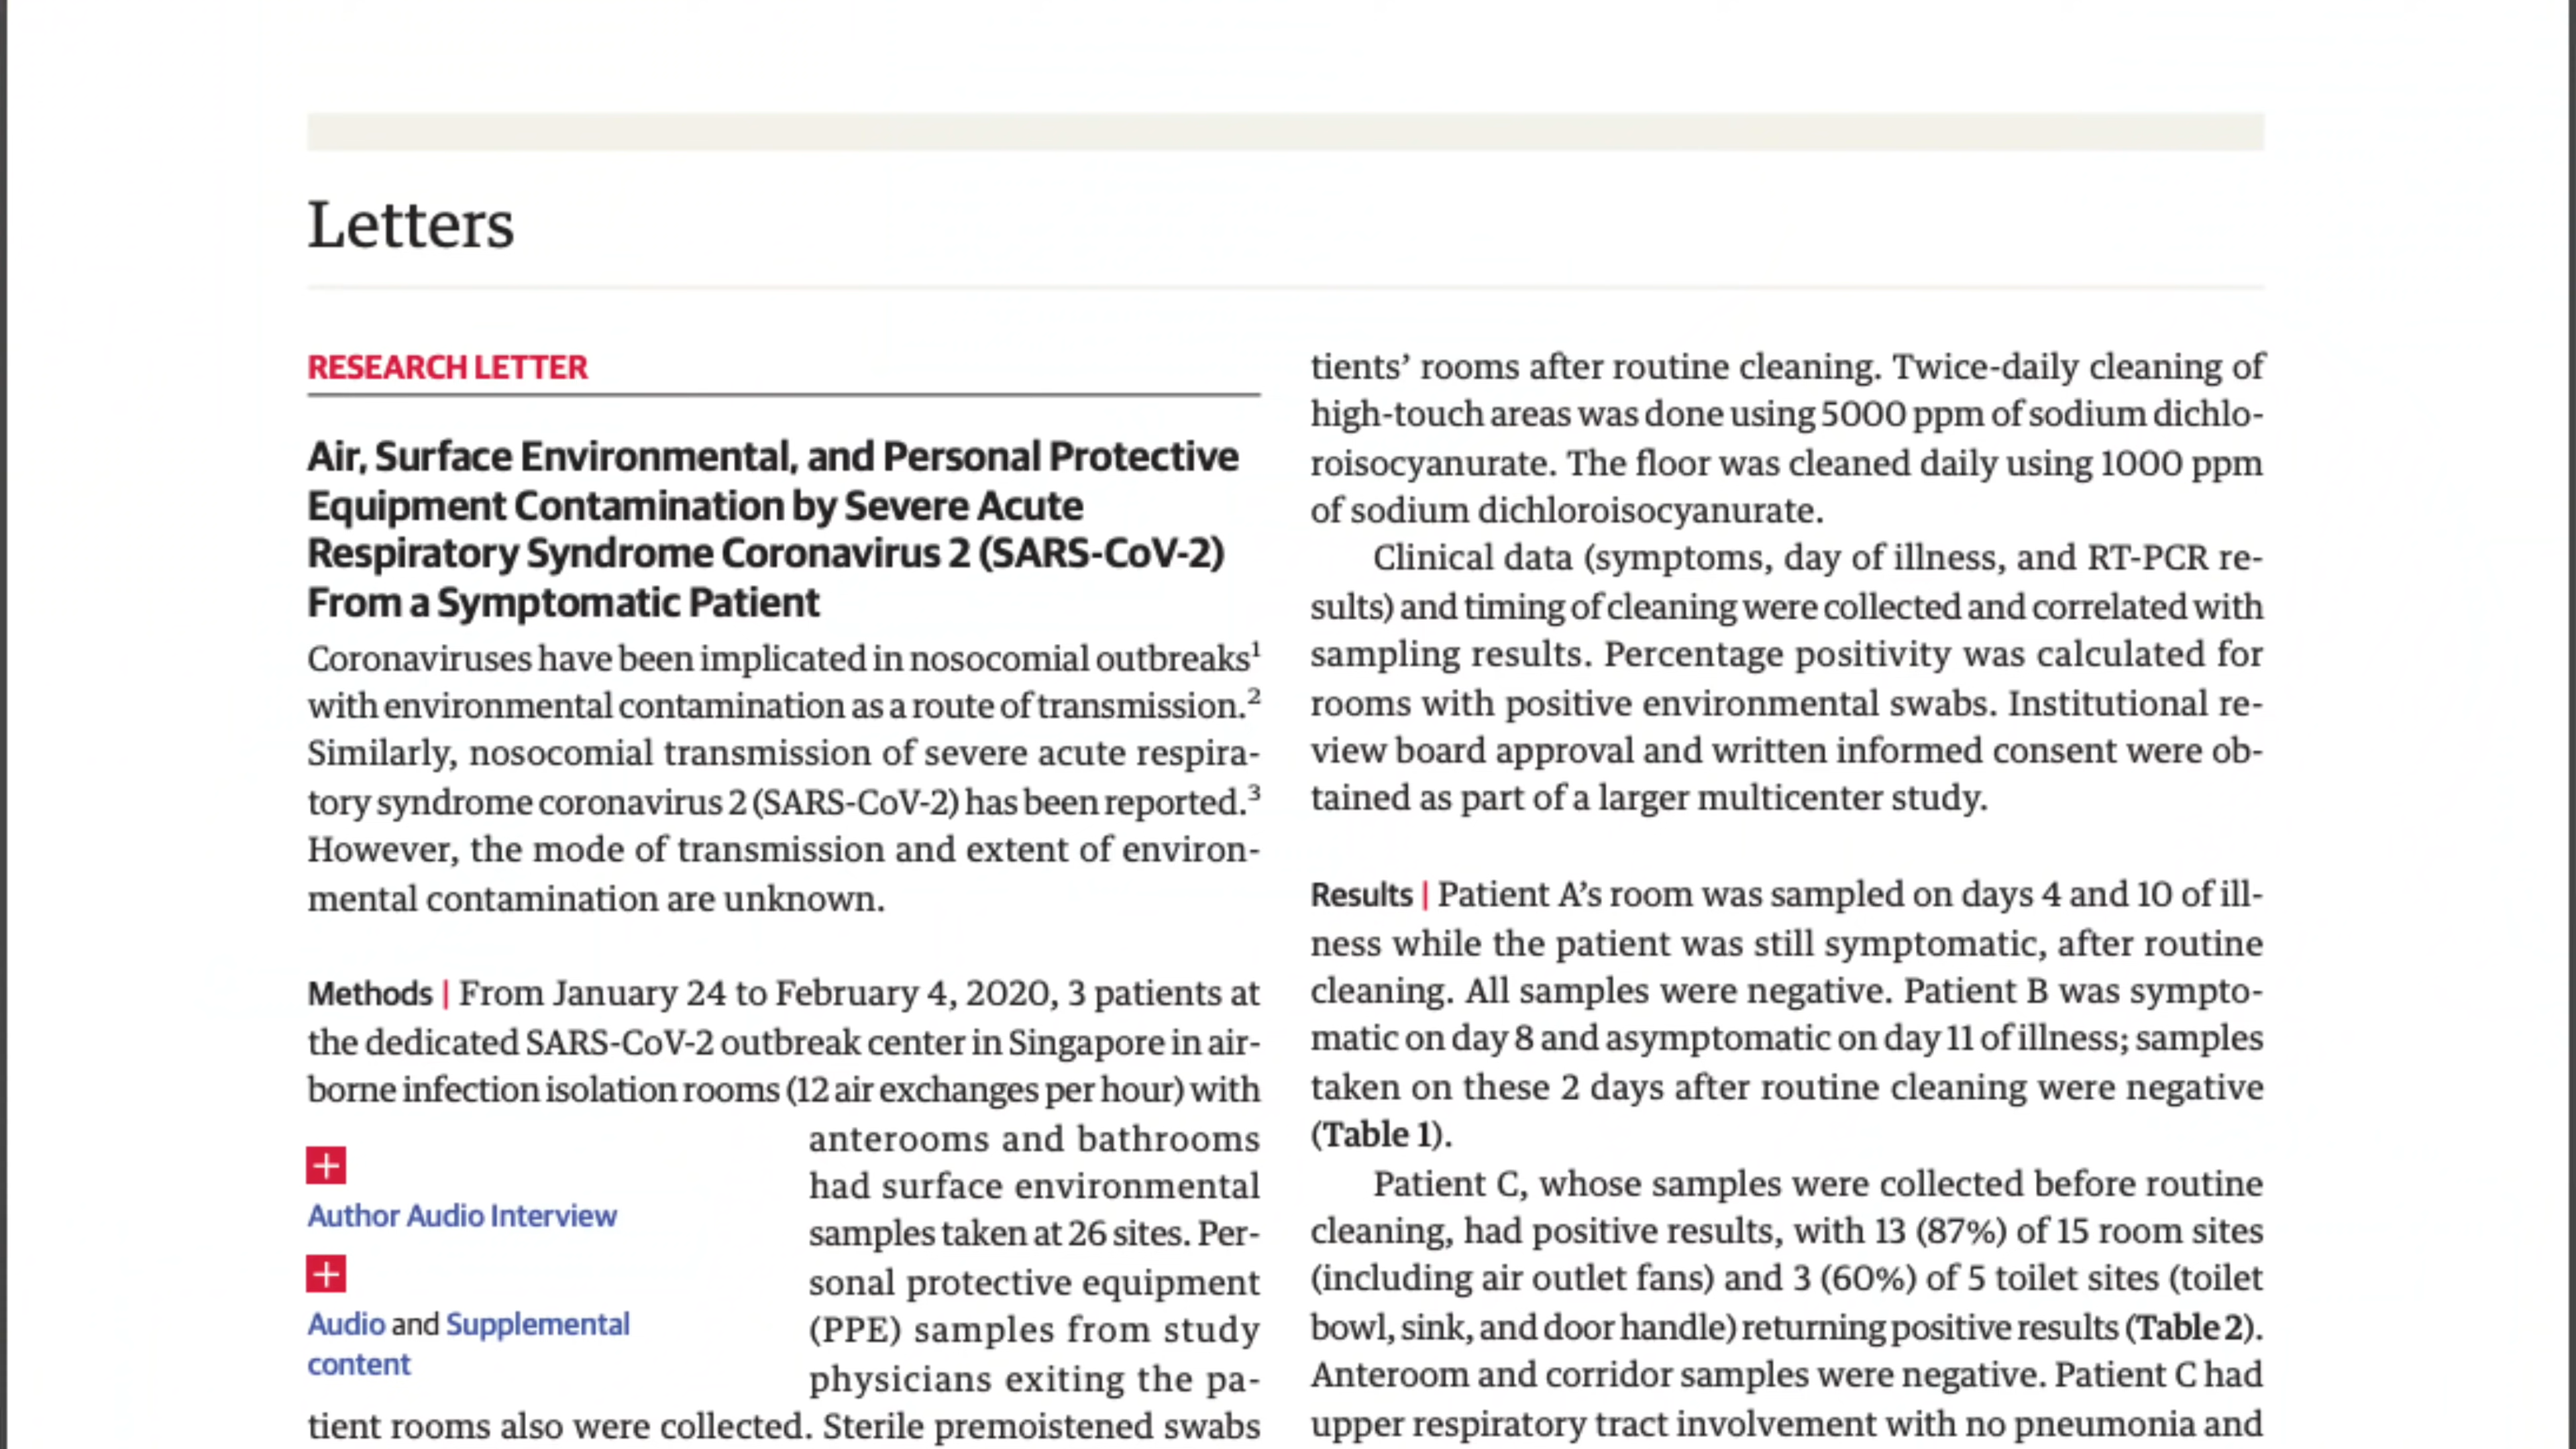 Letters
RESEARCH LETTER
Air, Surface Environmental, and Personal Protective
Equipment Contamination by Severe Acute
Respiratory Syndrome Coronavirus 2 (SARS-CoV-2)
From a Symptomatic Patient
Coronaviruses have been implicated in nosocomial outbreaks1
with environmental contamination as a route of transmission.2
Similarly, nosocomial transmission of severe acute respira-
tory syndrome coronavirus 2 (SARS-CoV-2) has been reported.3
However, the mode of transmission and extent of environ-
mental contamination are unknown.
Methods | From January 24 to February 4, 2020, 3 patients at
the dedicated SARS-CoV-2 outbreak center in Singapore in air-
borne infection isolation rooms (12 air exchanges per hour) with
anterooms and bathrooms
had surface environmental
samples taken at 26 sites. Per-
sonal protective equipment
(PPE) samples from study
physicians exiting the pa-
tient rooms also were collected. Sterile premoistened swabs
Author Audio Interview
Audio and Supplemental
content
tients' rooms after routine cleaning. Twice-daily cleaning of
high-touch areas was done using 5000 ppm of sodium dichlo-
roisocyanurate. The floor was cleaned daily using 1000 ppm
of sodium dichloroisocyanurate.
Clinical data (symptoms, day of illness, and RT-PCR re-
sults) and timing of cleaning were collected and correlated with
sampling results. Percentage positivity was calculated for
rooms with positive environmental swabs. Institutional re-
view board approval and written informed consent were ob-
tained as part of a larger multicenter study.
Results | Patient A's room was sampled on days 4 and 10 of ill-
ness while the patient was still symptomatic, after routine
cleaning. All samples were negative. Patient B was sympto-
matic on day 8 and asymptomatic on day 11 of illness; samples
taken on these 2 days after routine cleaning were negative
(Table 1).
Patient C, whose samples were collected before routine
cleaning, had positive results, with 13 (87%) of 15 room sites
(including air outlet fans) and 3 (60%) of 5 toilet sites (toilet
bowl, sink, and door handle) returning positive results (Table 2).
Anteroom and corridor samples were negative. Patient C had
upper respiratory tract involvement with no pneumonia and